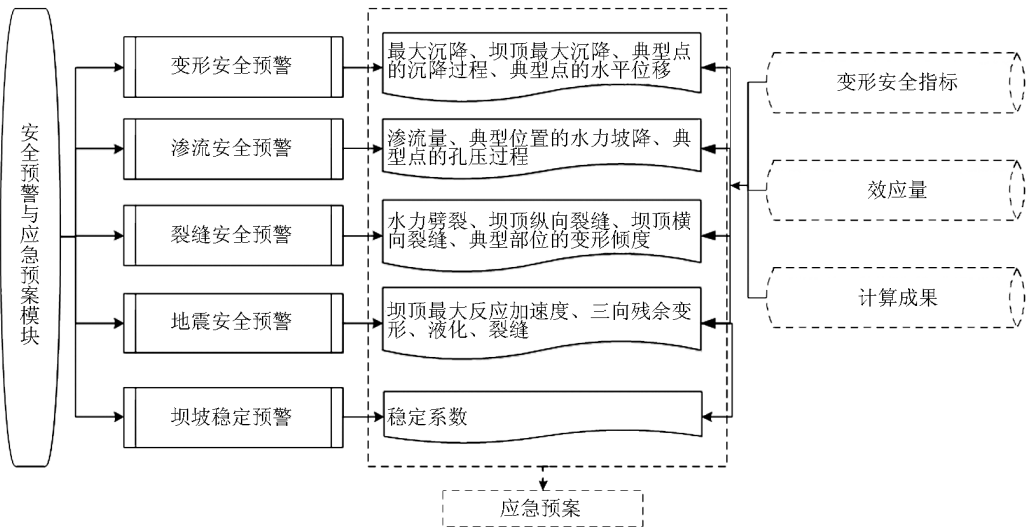 安全预警与应急预案模块
变形安全预警
最大沉降、坝顶最大沉降、典型点
的沉降过程、典型点的水平位移
变形安全指标
渗流安全预警
渗流量、典型位置的水力坡降、典
型点的孔压过程
效应量
裂缝安全预警
水力劈裂、坝顶纵向裂缝、坝顶横
向裂缝、典型部位的变形倾度
计算成果
地震安全预警
坝顶最大反应加速度、三向残余变
形、液化、裂缝
坝坡稳定预警
稳定系数
应急预案